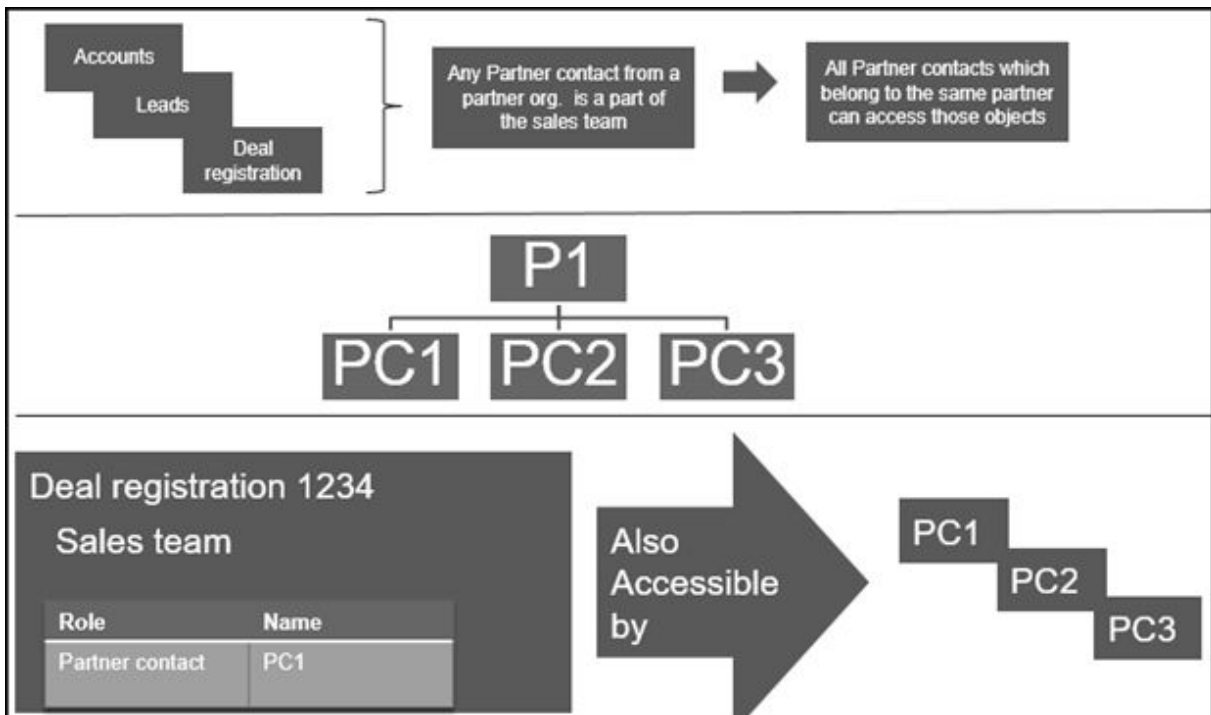 Accounts
Leads
Deal
registration
Any Partner contact from a
partner org. is a part of
the sales team
All Partner contacts which
belong to the same partner
can access those objects
P1
PC1 PC2 PC3
Deal registration 1234
Sales team
Role Name
Partner contact PC1
Also
Accessible
by
PC1
PC2
PC3